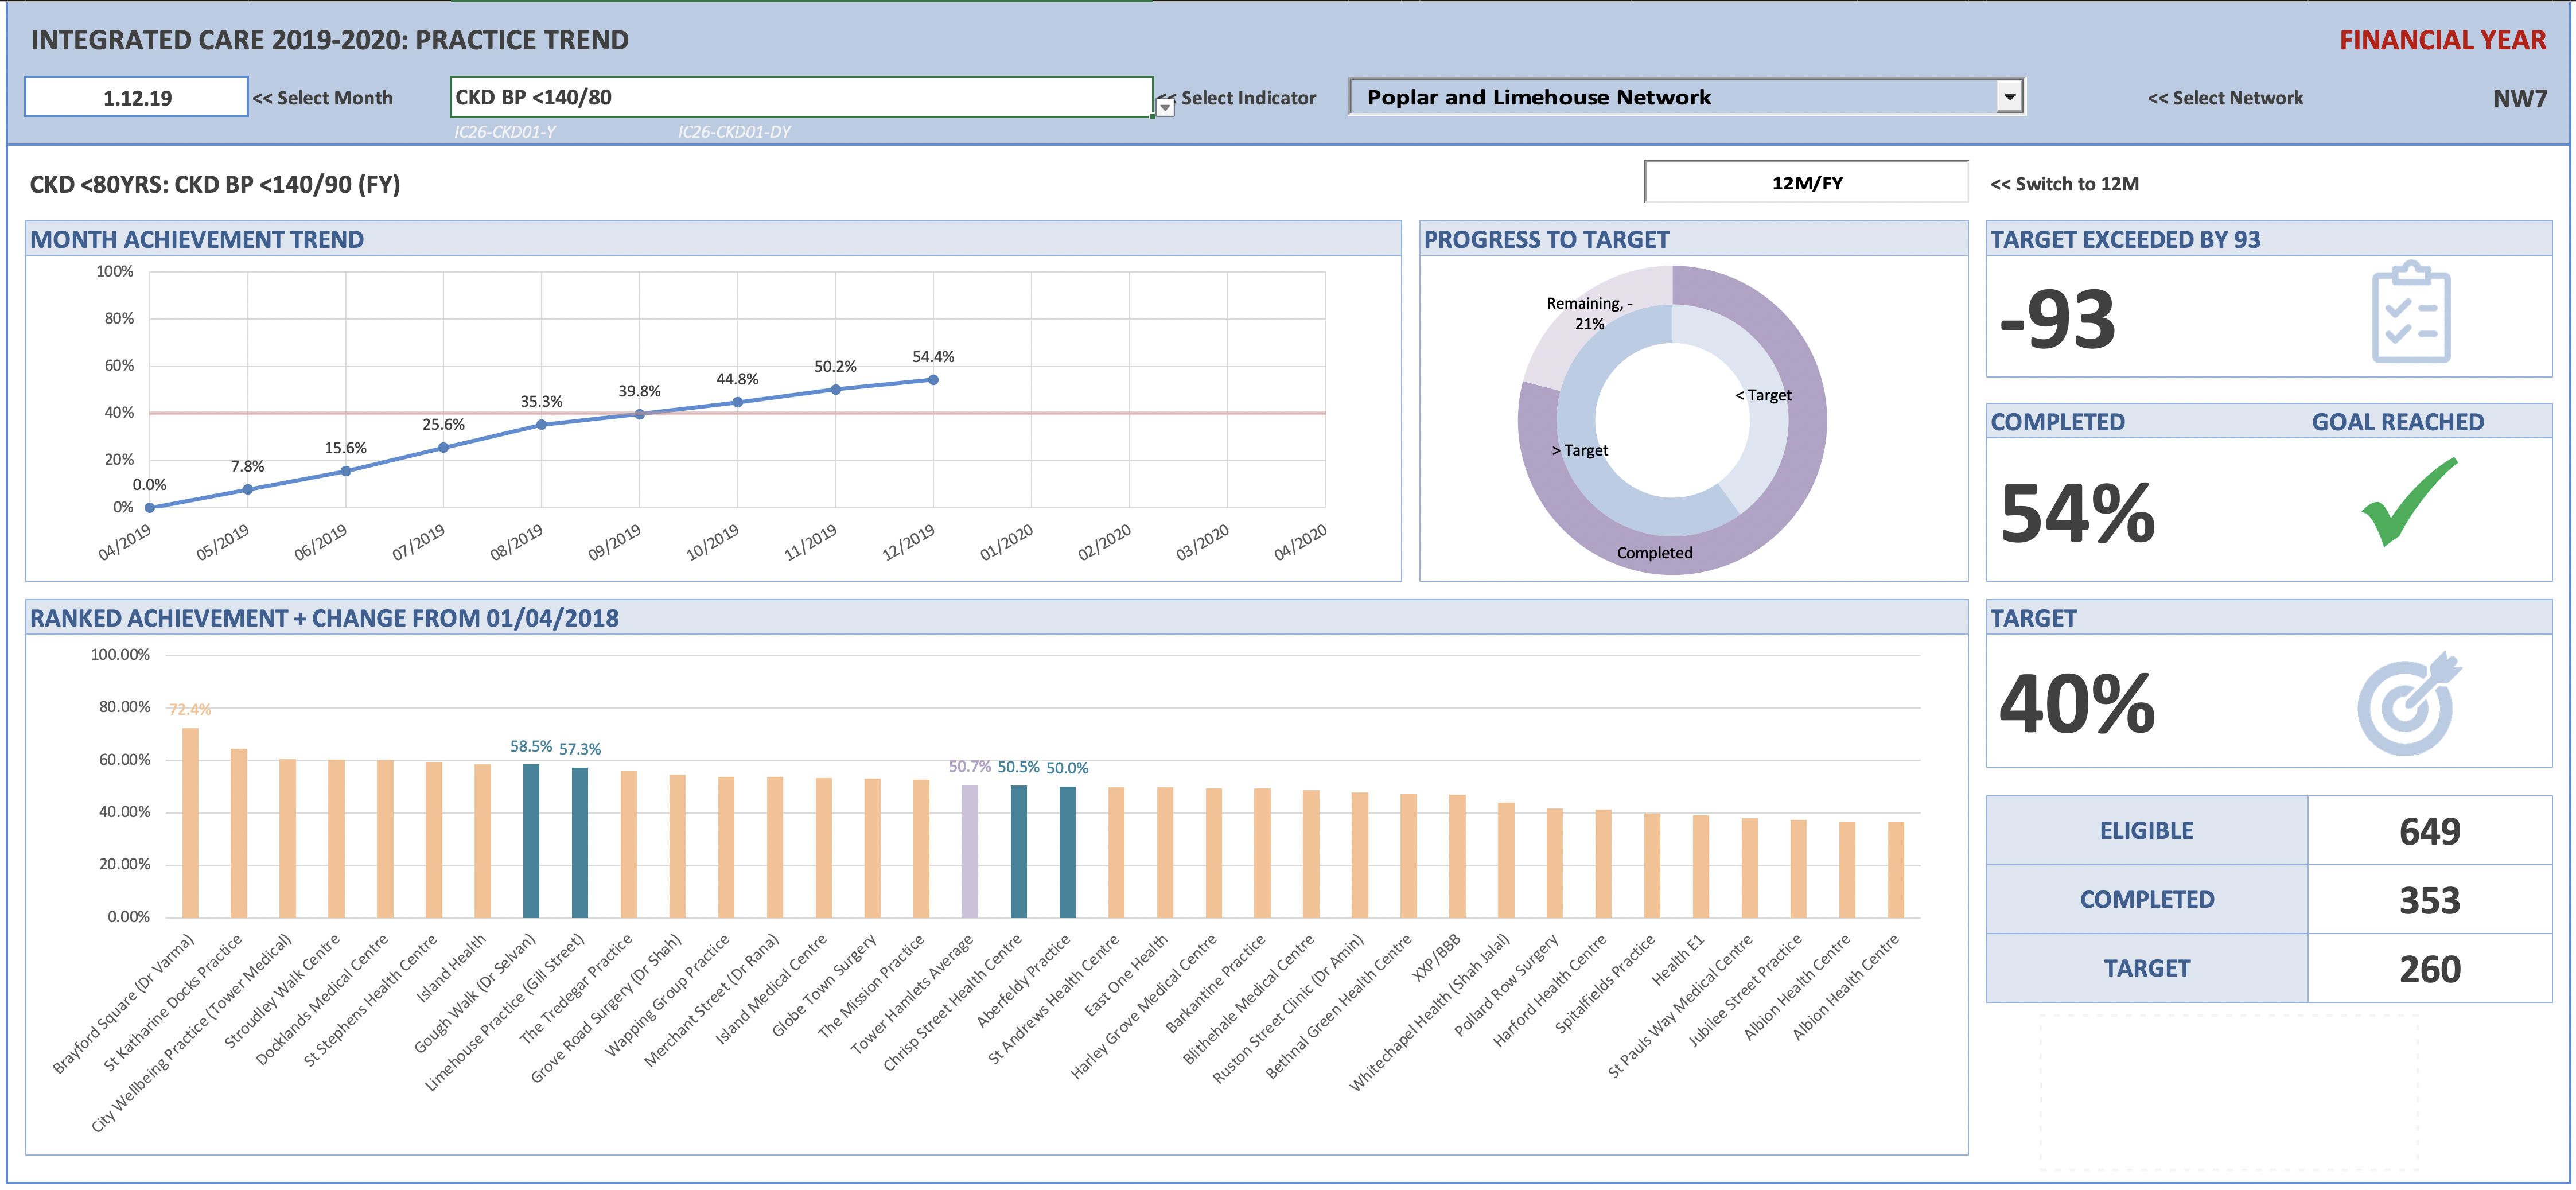 INTEGRATED CARE 2019-2020: PRACTICE TREND
FINANCIAL YEAR
1.12.19
<< Select Month
CKD BP <140/80
<< Select Indicator
Poplar and Limehouse Network
<< Select Network
NW7
IC26-CKD01-Y
IC26-CKD01-DY
CKD <80YRS: CKD BP <140/90 (FY)
12M/FY
<< Switch to 12M
MONTH ACHIEVEMENT TREND
100%
80%
60%
40%
20%
0%
0.0%
7.8%
15.6%
25.6%
35.3%
39.8%
44.8%
50.2%
54.4%
04/2019
05/2019
06/2019
07/2019
08/2019
09/2019
10/2019
11/2019
12/2019
01/2020
02/2020
03/2020
04/2020
PROGRESS TO TARGET
Remaining, -
21%
< Target
> Target
Completed
TARGET EXCEEDED BY 93
-93
COMPLETED
GOAL REACHED
54%
RANKED ACHIEVEMENT + CHANGE FROM 01/04/2018
100.00%
80.00%
60.00%
40.00%
20.00%
0.00%
72.4%
58.5%
57.3%
50.7%
50.5%
50.0%
Brayford Square (Dr Varma)
St Katharine Docks Practice
City Wellbeing Practice (Tower Medical)
Stroudley Walk Centre
Docklands Medical Centre
St Stephens Health Centre
Island Health
Gough Walk (Dr Selvan)
Limehouse Practice (Gill Street)
The Tredegar Practice
Grove Road Surgery (Dr Shah)
Wapping Group Practice
Merchant Street (Dr Rana)
Island Medical Centre
Globe Town Surgery
The Mission Practice
Tower Hamlets Average
Chrisp Street Health Centre
Aberfeldy Practice
St Andrews Health Centre
East One Health
Harley Grove Medical Centre
Barkantine Practice
Blithehale Medical Centre
Ruston Street Clinic (Dr Amin)
Bethnal Green Health Centre
XXP/BBB
Whitechapel Health (Shah Jalal)
Pollard Row Surgery
Harford Health Centre
Spitalfields Practice
Health E1
St Pauls Way Medical Centre
Jubilee Street Practice
Albion Health Centre
Albion Health Centre
TARGET
40%
ELIGIBLE
649
COMPLETED
353
TARGET
260